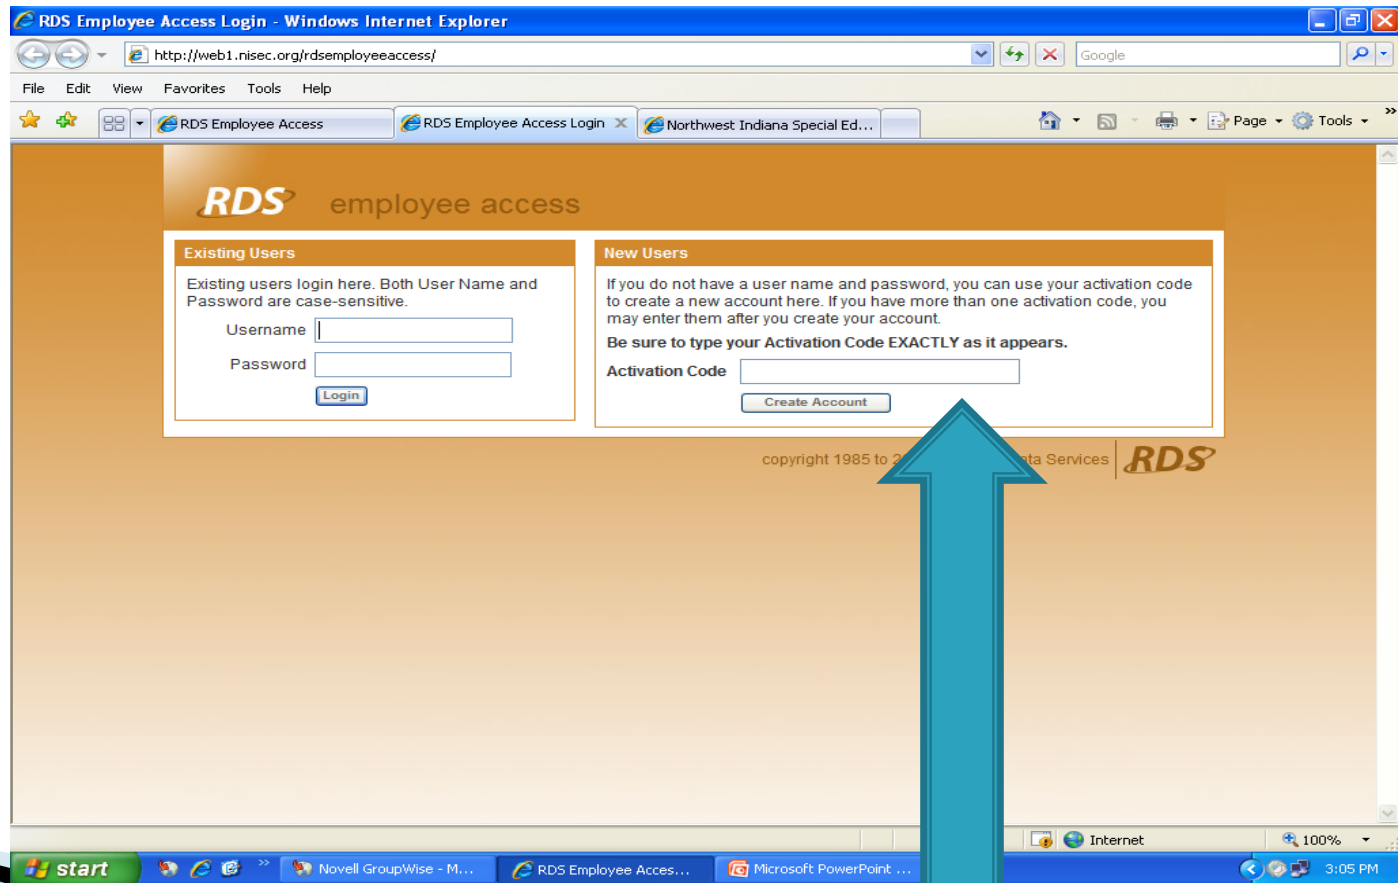 RDS Employee Access Login - Windows Internet Explorer
http://web1.nisec.org/rdsemployeeaccess/
Google
File Edit View Favorites Tools Help
RDS Employee Access
RDS Employee Access Login
Northwest Indiana Special Ed...
Page
Tools
RDS employee access
Existing Users
Existing users login here. Both User Name and
Password are case-sensitive.
Username
Password
Login
New Users
If you do not have a user name and password, you can use your activation code
to create a new account here. If you have more than one activation code, you
may enter them after you create your account.
Be sure to type your Activation Code EXACTLY as it appears.
Activation Code
Create Account
copyright 1985 to Services RDS
Internet
100%
start
Novell GroupWise - M...
RDS Employee Acces...
Microsoft PowerPoint ...
3:05 PM